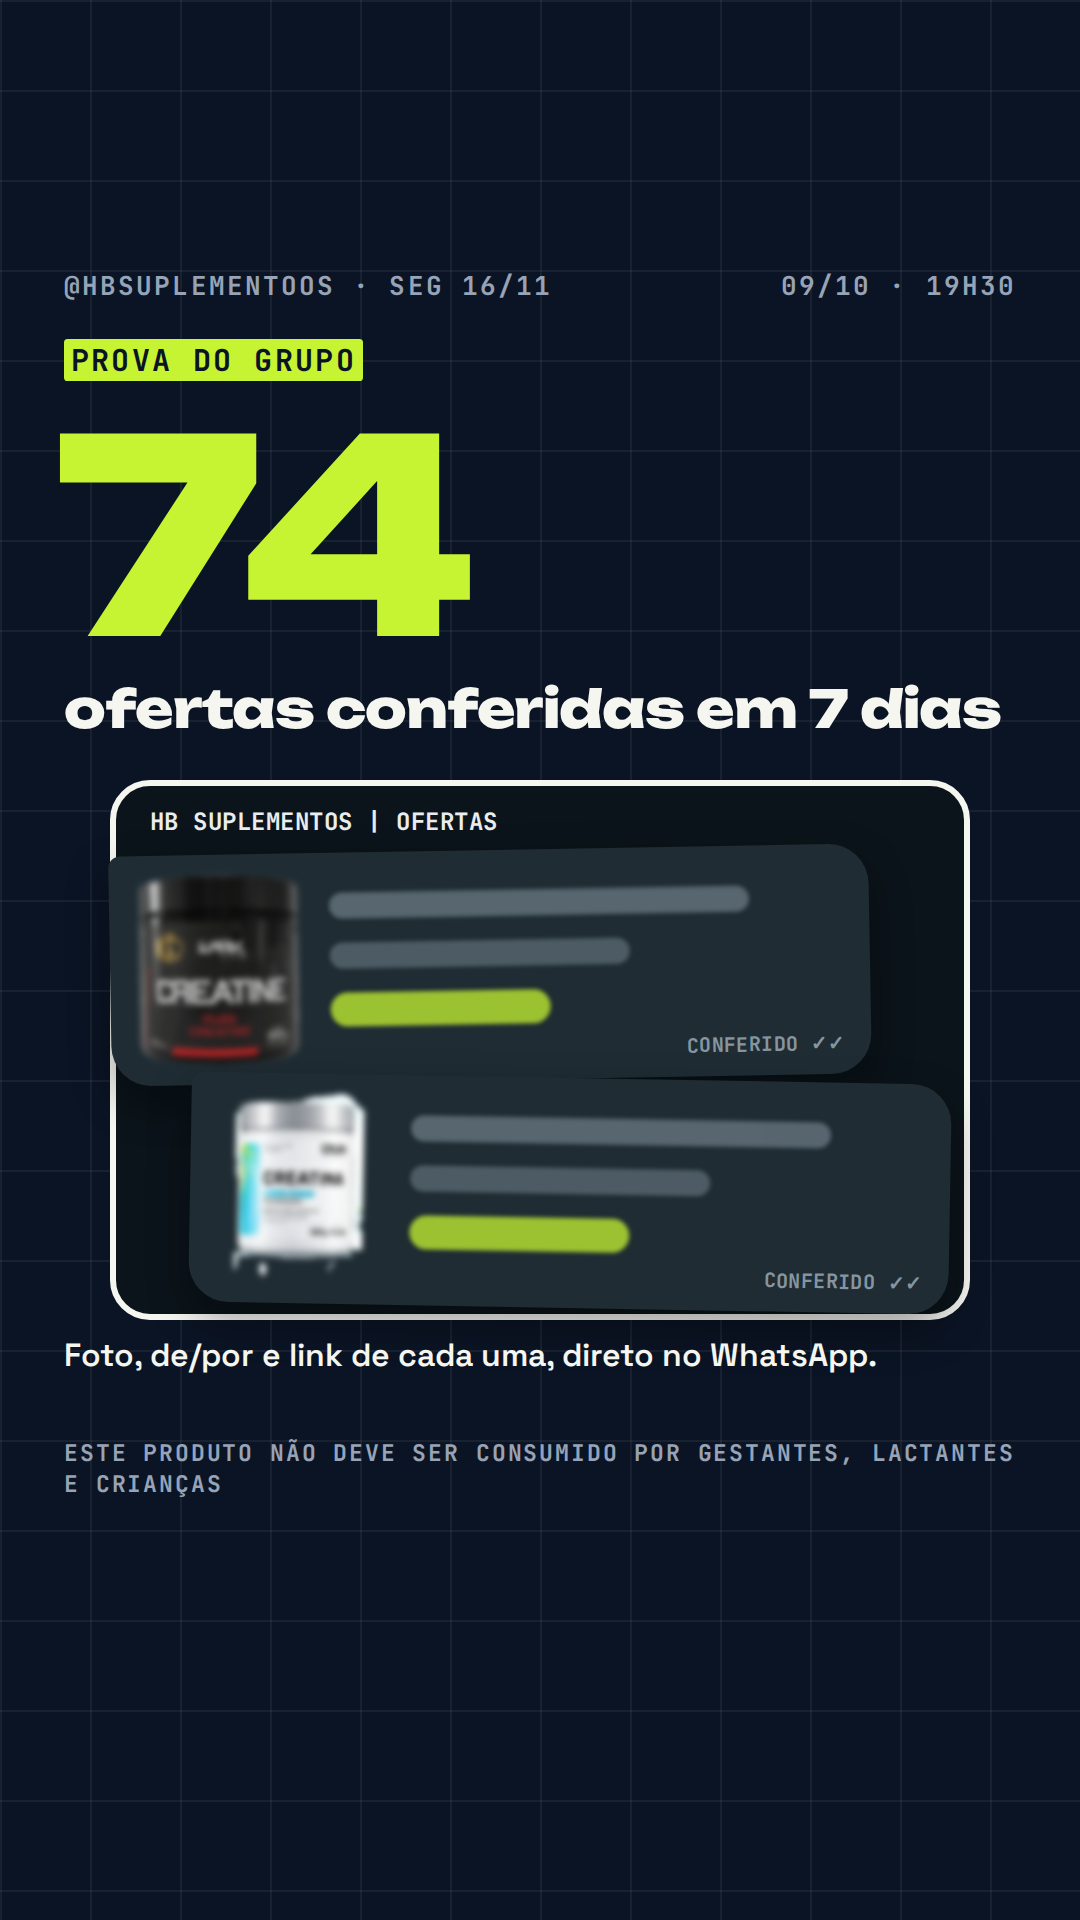 @HBSUPLEMENTOOS · SEG 16/11
09/10 · 19H30
PROVA DO GRUPO
74
ofertas conferidas em 7 dias
HB SUPLEMENTOS | OFERTAS
CREATINE
CONFERIDO ✓✓
CREATINA
CONFERIDO ✓✓
Foto, de/por e link de cada uma, direto no WhatsApp.
ESTE PRODUTO NÃO DEVE SER CONSUMIDO POR GESTANTES, LACTANTES
E CRIANÇAS